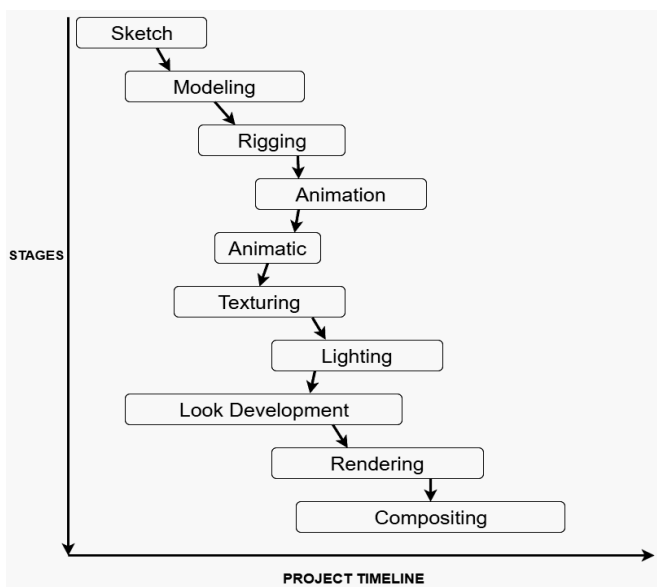 Sketch
Modeling
Rigging
Animation
Animatic
STAGES
Texturing
Lighting
Look Development
Rendering
Compositing
PROJECT TIMELINE